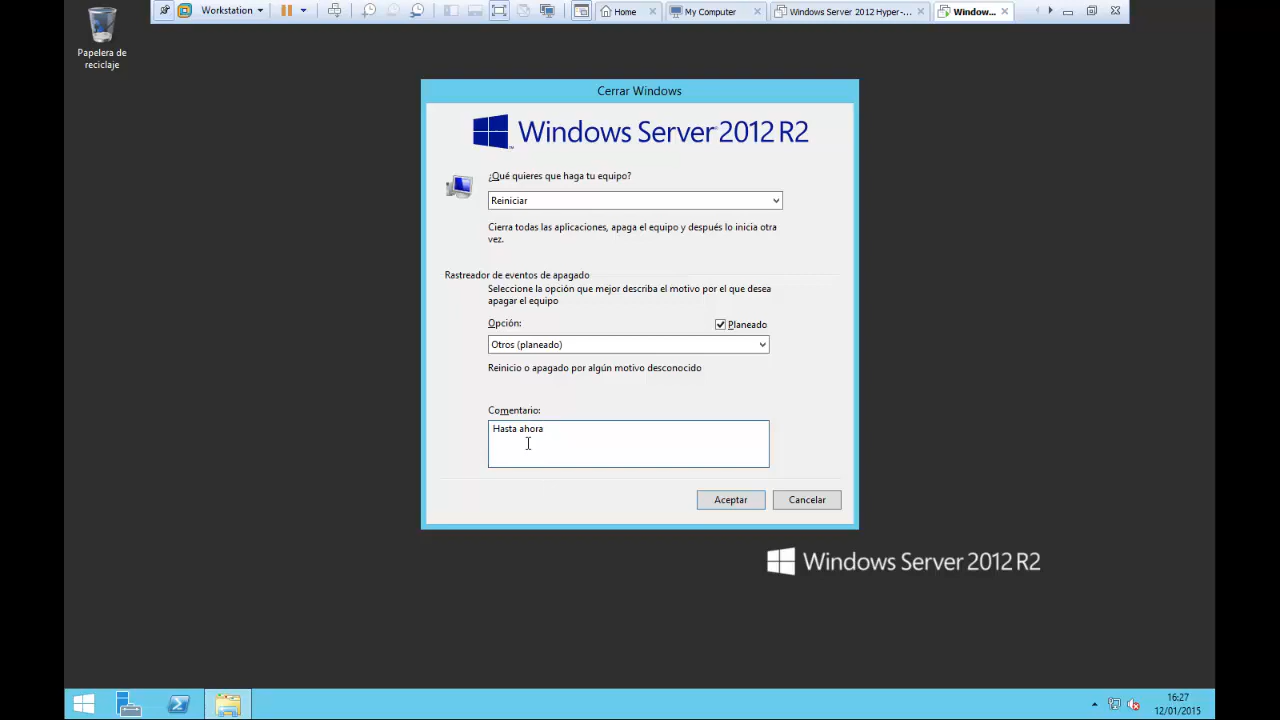 Workstation
Home
My Computer
Windows Server 2012 Hyper-...
Window...
Papelera de
reciclaje
Cerrar Windows
Windows Server 2012 R2
¿Qué quieres que haga tu equipo?
Reiniciar
Cierra todas las aplicaciones, apaga el equipo y después lo inicia otra
vez.
Rastreador de eventos de apagado
Seleccione la opción que mejor describa el motivo por el que desea
apagar el equipo
Opción:
Planeado
Otros (planeado)
Reinicio o apagado por algún motivo desconocido
Comentario:
Hasta ahora
Aceptar
Cancelar
Windows Server 2012 R2
16:27
12/01/2015